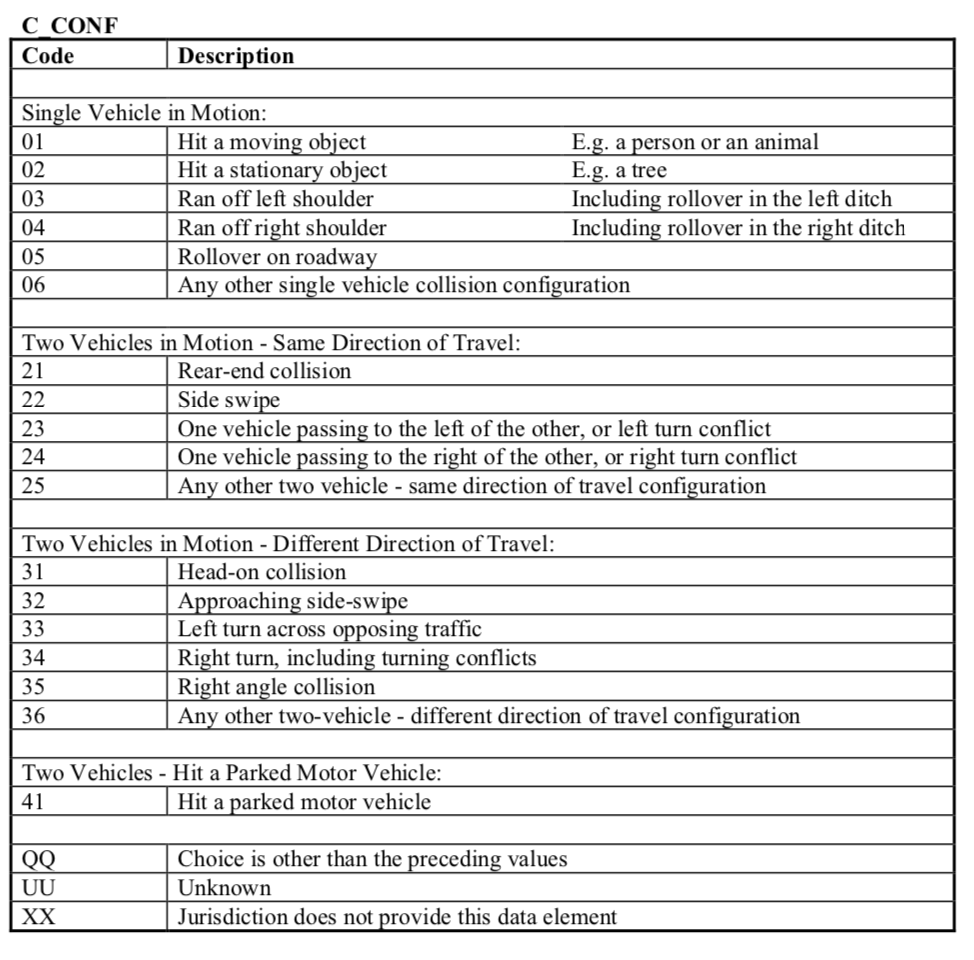 C_CONF
Code Description
Single Vehicle in Motion:
01 Hit a moving object E.g. a person or an animal
02 Hit a stationary object E.g. a tree
03 Ran off left shoulder Including rollover in the left ditch
04 Ran off right shoulder Including rollover in the right ditch
05 Rollover on roadway
06 Any other single vehicle collision configuration
Two Vehicles in Motion - Same Direction of Travel:
21 Rear-end collision
22 Side swipe
23 One vehicle passing to the left of the other, or left turn conflict
24 One vehicle passing to the right of the other, or right turn conflict
25 Any other two vehicle - same direction of travel configuration
Two Vehicles in Motion - Different Direction of Travel:
31 Head-on collision
32 Approaching side-swipe
33 Left turn across opposing traffic
34 Right turn, including turning conflicts
35 Right angle collision
36 Any other two-vehicle - different direction of travel configuration
Two Vehicles - Hit a Parked Motor Vehicle:
41 Hit a parked motor vehicle
QQ Choice is other than the preceding values
UU Unknown
XX Jurisdiction does not provide this data element